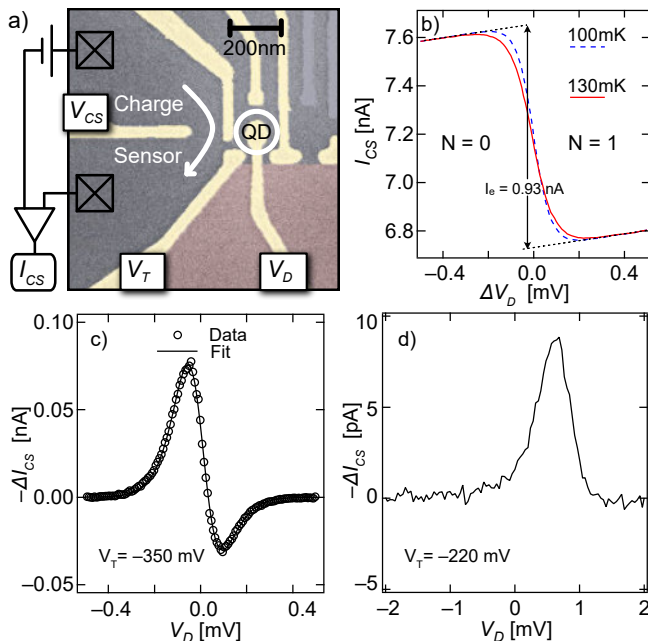 a)
200nm
V_CS
Charge
QD
Sensor
I_CS
V_T
V_D
b)
I_CS [nA]
7.6
7.4
7.2
7.0
6.8
100mK
130mK
N = 0
N = 1
I_e = 0.93 nA
−0.4
0.0
0.4
ΔV_D [mV]
c)
−ΔI_CS [nA]
0.10
0.05
0.00
−0.05
Data
Fit
V_T= −350 mV
−0.4
0.0
0.4
V_D [mV]
d)
−ΔI_CS [pA]
10
5
0
−5
V_T= −220 mV
−2
−1
0
1
2
V_D [mV]